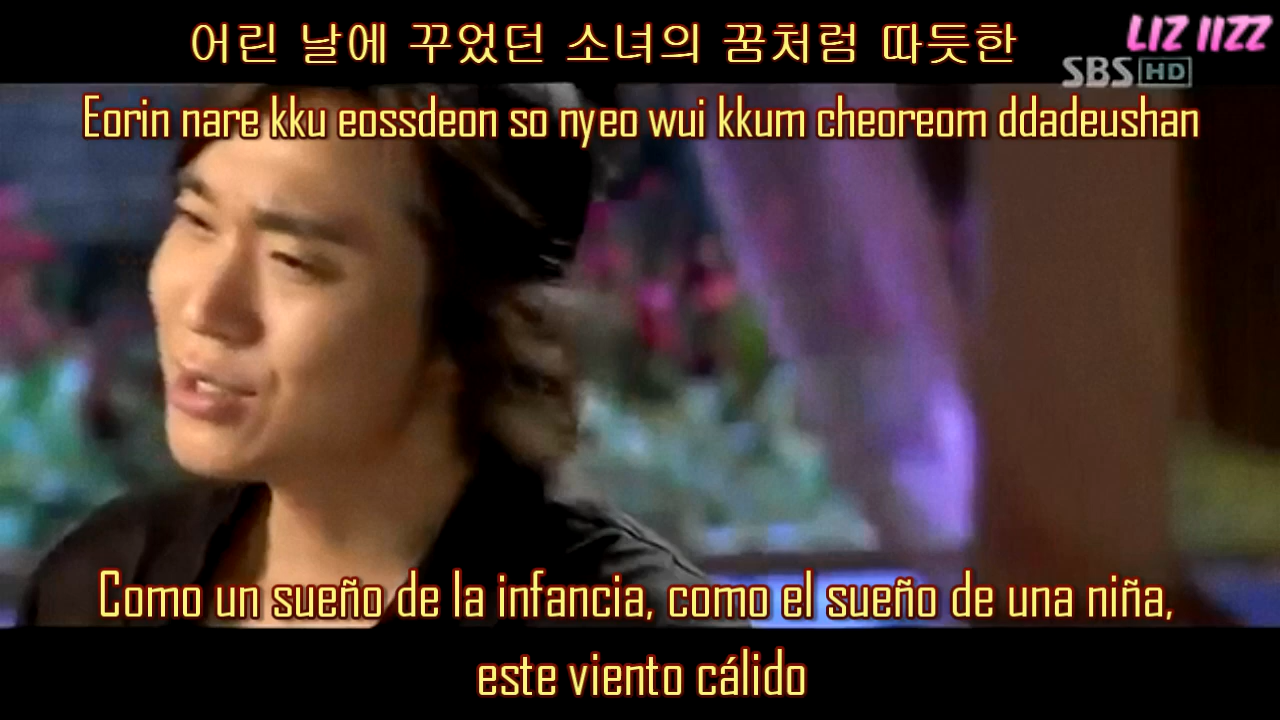 어린 날에 꾸었던 소녀의 꿈처럼 따듯한
LIZ IIZZ
SBS HD
Eorin nare kku eossdeon so nyeo wui kkum cheoreom ddadeushan
Como un sueño de la infancia, como el sueño de una niña,
este viento cálido